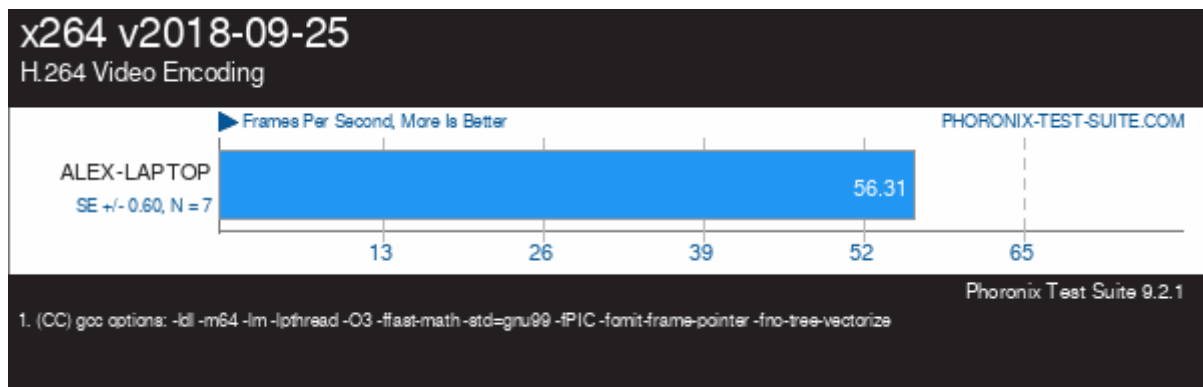 x264 v2018-09-25
H.264 Video Encoding
Frames Per Second, More Is Better
PHORONIX-TEST-SUITE.COM
ALEX-LAPTOP
56.31
SE +/- 0.60, N = 7
13 26 39 52 65
Phoronix Test Suite 9.2.1
1. (CC) gcc options: -ldl -m64 -lm -lpthread -O3 -ffast-math -std=gnu99 -fPIC -fomit-frame-pointer -fno-tree-vectorize